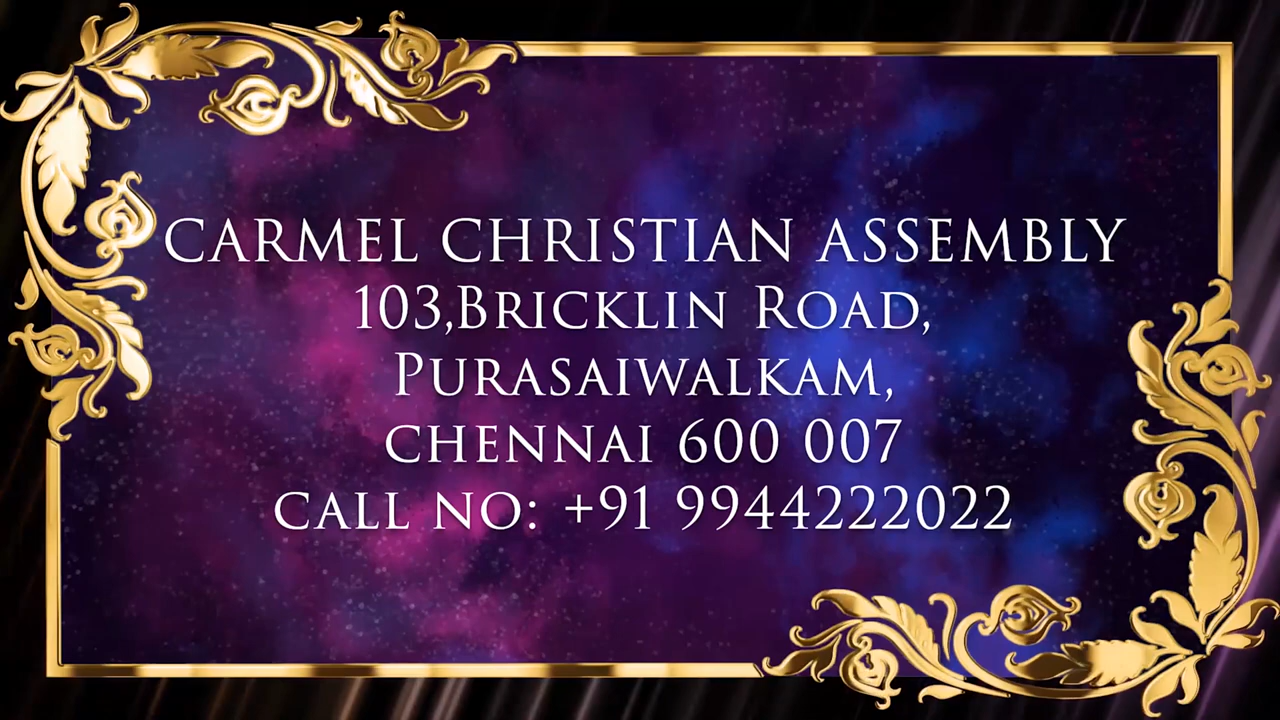 CARMEL CHRISTIAN ASSEMBLY
103,BRICKLIN ROAD,
PURASAIWALKAM,
CHENNAI 600 007
CALL NO: +91 9944222022